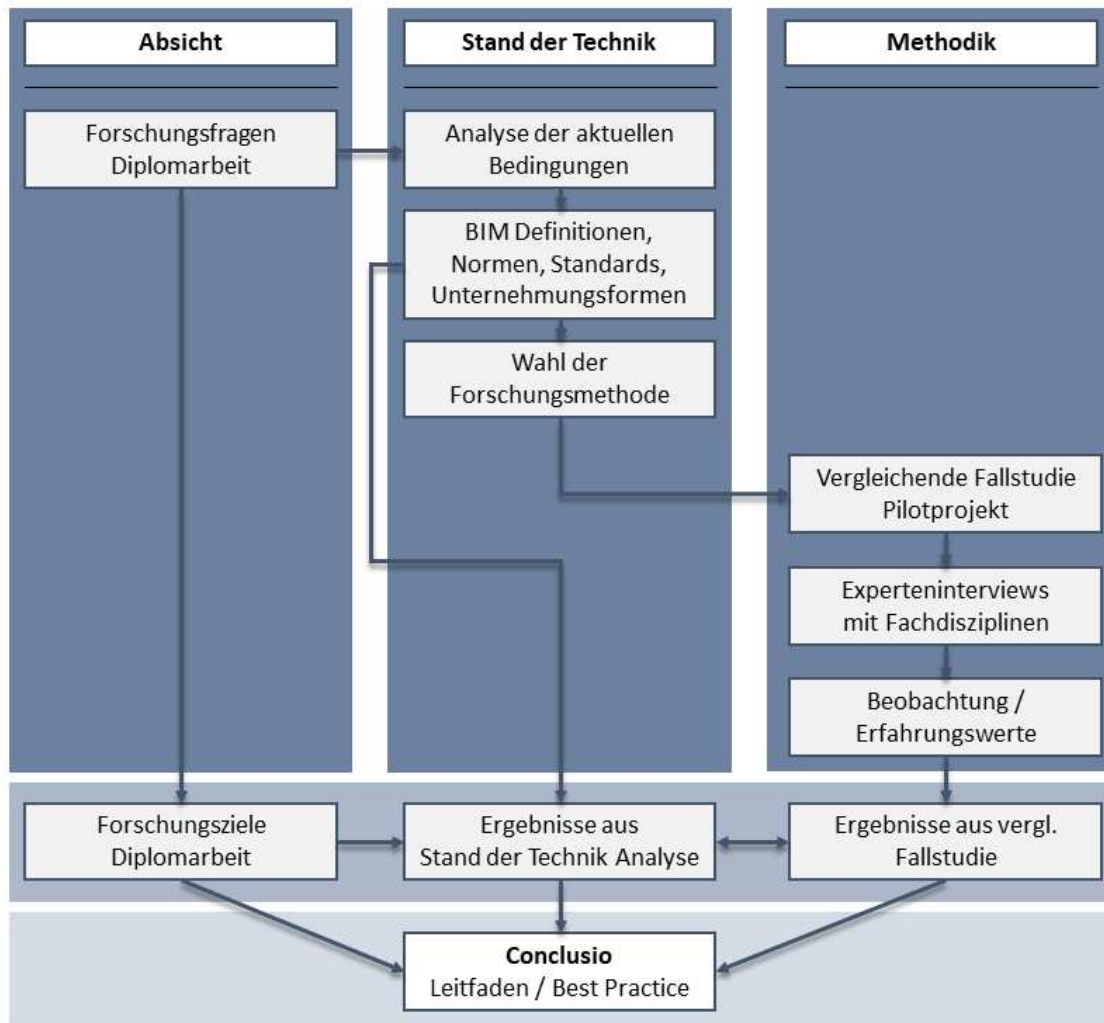 Absicht
Stand der Technik
Methodik
Forschungsfragen
Diplomarbeit
Analyse der aktuellen
Bedingungen
BIM Definitionen,
Normen, Standards,
Unternehmungsformen
Wahl der
Forschungsmethode
Vergleichende Fallstudie
Pilotprojekt
Experteninterviews
mit Fachdisziplinen
Beobachtung /
Erfahrungswerte
Forschungsziele
Diplomarbeit
Ergebnisse aus
Stand der Technik Analyse
Ergebnisse aus vergl.
Fallstudie
Conclusio
Leitfaden / Best Practice